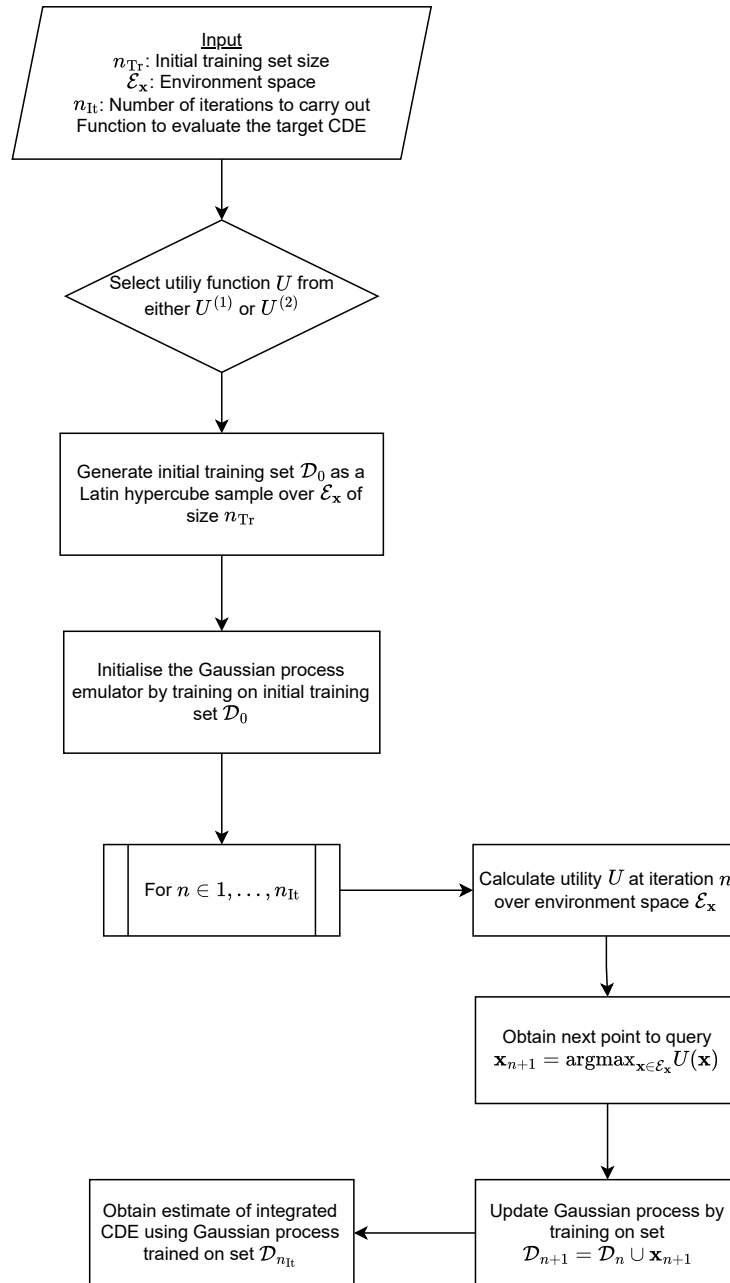 Input
n_Tr: Initial training set size
ℰ_𝐱: Environment space
n_It: Number of iterations to carry out
Function to evaluate the target CDE
Select utiliy function U from
either U^(1) or U^(2)
Generate initial training set 𝒟_0 as a
Latin hypercube sample over ℰ_𝐱 of
size n_Tr
Initialise the Gaussian process
emulator by training on initial training
set 𝒟_0
For n ∈ 1, . . . , n_It
Calculate utility U at iteration n
over environment space ℰ_𝐱
Obtain next point to query
𝐱_{n+1} = argmax_{𝐱∈ℰ_𝐱} U(𝐱)
Update Gaussian process by
training on set
𝒟_{n+1} = 𝒟_n ∪ 𝐱_{n+1}
Obtain estimate of integrated
CDE using Gaussian process
trained on set 𝒟_{n_It}